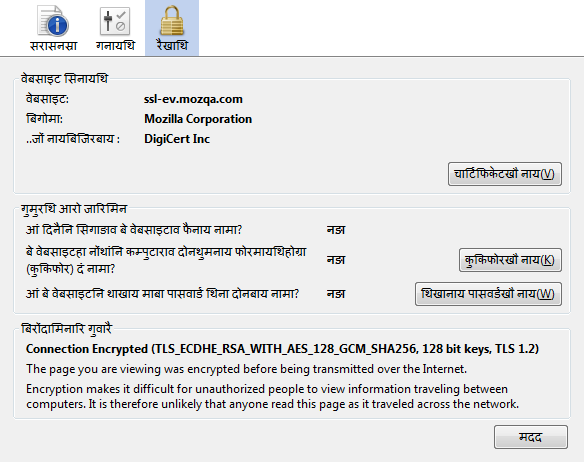 सरासनस्रा गनायथि रैखाथि
वेबसाइट सिनायथि
वेबसाइट: ssl-ev.mozqa.com
बिगोमा: Mozilla Corporation
..जों नायबिजिरबाय : DigiCert Inc
चार्टिफिकेटखौ नाय(V)
गुमुरथि आरो जारिमिन
आं दिनैनि सिगाङाव बे वेबसाइटाव फैनाय नामा? नङा
बे वेबसाइटहा नोंथांनि कम्पुटाराव दोनथुमनाय फोरमायथिहोग्रा
(कुकिफोर) दं नामा? नङा कुकिफोरखौ नाय(K)
आं बे वेबसाइटनि थाखाय माबा पासवार्ड थिना दोनबाय नामा? नङा थिखानाय पासवर्डखौ नाय(W)
बिरोंदामिनारि गुवारै
Connection Encrypted (TLS_ECDHE_RSA_WITH_AES_128_GCM_SHA256, 128 bit keys, TLS 1.2)
The page you are viewing was encrypted before being transmitted over the Internet.
Encryption makes it difficult for unauthorized people to view information traveling between
computers. It is therefore unlikely that anyone read this page as it traveled across the network.
मदद